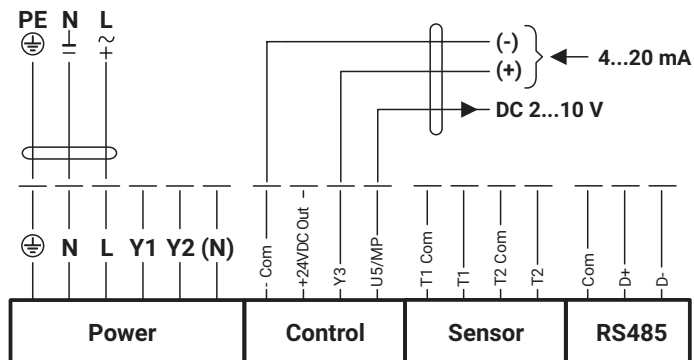 PE N L
(-)
(+)
4...20 mA
DC 2...10 V
N L Y1 Y2 (N)
- Com
+24VDC Out -
Y3
U5/MP
T1 Com
T1
T2 Com
T2
Com
D+
D-
Power
Control
Sensor
RS485